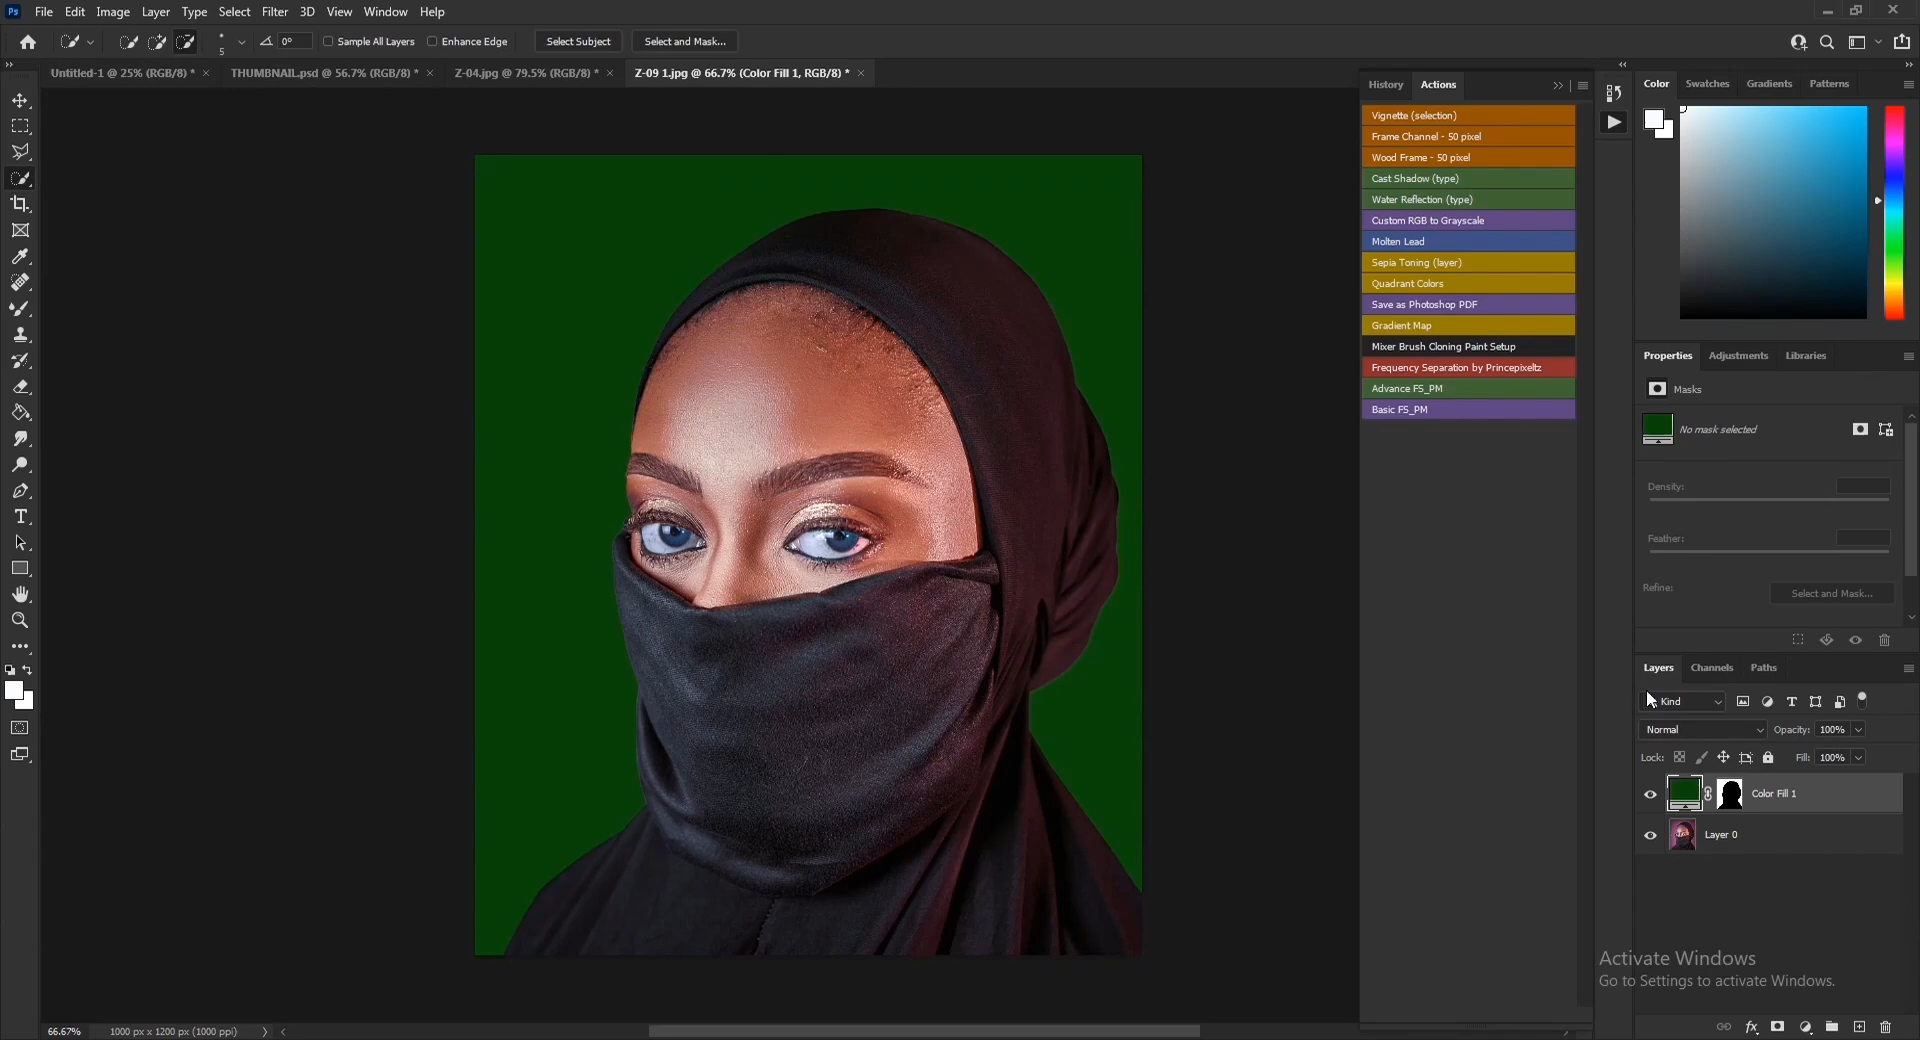 Ps File Edit Image Layer Type Select Filter 3D View Window Help
5 0° Sample All Layers Enhance Edge Select Subject Select and Mask...
Untitled-1 @ 25% (RGB/8) * × THUMBNAIL.psd @ 56.7% (RGB/8) * × Z-04.jpg @ 79.5% (RGB/8) * × Z-09 1.jpg @ 66.7% (Color Fill 1, RGB/8) * ×
History Actions
Vignette (selection)
Frame Channel - 50 pixel
Wood Frame - 50 pixel
Cast Shadow (type)
Water Reflection (type)
Custom RGB to Grayscale
Molten Lead
Sepia Toning (layer)
Quadrant Colors
Save as Photoshop PDF
Gradient Map
Mixer Brush Cloning Paint Setup
Frequency Separation by Princepixeltz
Advance FS_PM
Basic FS_PM
Color Swatches Gradients Patterns
Properties Adjustments Libraries
Masks
No mask selected
Density:
Feather:
Refine: Select and Mask...
Layers Channels Paths
Kind
Normal Opacity: 100%
Lock: Fill: 100%
Color Fill 1
Layer 0
Activate Windows
Go to Settings to activate Windows.
66.67% 1000 px x 1200 px (1000 ppi)